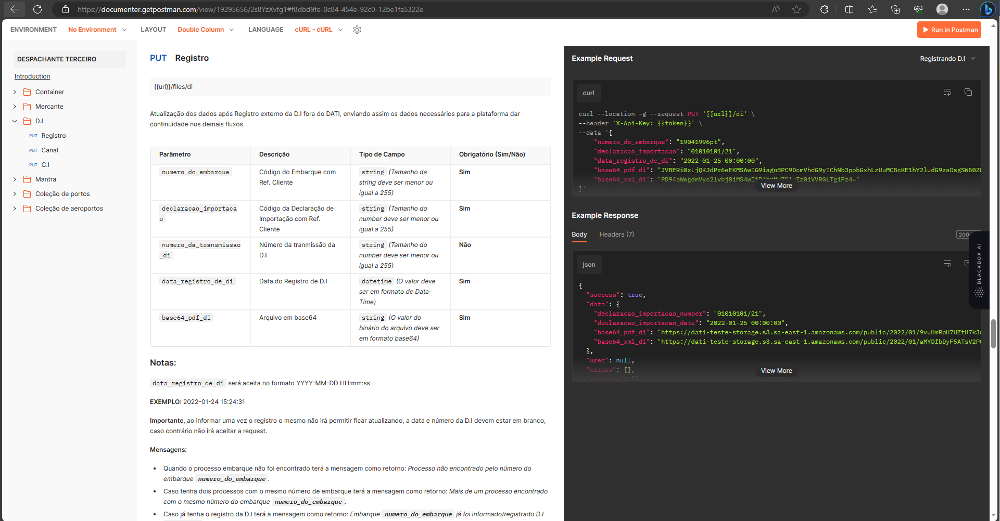 https://documenter.getpostman.com/view/19295656/2s8YzXvfg1#f8dbd9fe-0c84-454e-92c0-12be1fa5322e
ENVIRONMENT No Environment LAYOUT Double Column LANGUAGE cURL - cURL Run in Postman
DESPACHANTE TERCEIRO
Introduction
Container
Mercante
D.I
PUT Registro
PUT Canal
PUT C.I
Mantra
Coleção de portos
Coleção de aeroportos
PUT Registro
{{url}}/files/di
Atualização dos dados após Registro externo da D.I fora do DATI, enviando assim os dados necessários para a plataforma dar
continuidade nos demais fluxos.
Parâmetro Descrição Tipo de Campo Obrigatório (Sim/Não)
numero_do_embarque Código do Embarque com string (Tamanho da Sim
Ref. Cliente string deve ser menor ou
igual a 255)
declaracao_importaca Código da Declaração de string (Tamanho do Sim
o Importação com Ref. number deve ser menor ou
Cliente igual a 255)
numero_da_transmissao Número da tranmissão da string (Tamanho do Não
_di D.I number deve ser menor ou
igual a 255)
data_registro_de_di Data do Registro de D.I datetime (O valor deve Sim
ser em formato de Data-
Time)
base64_pdf_di Arquivo em base64 string (O valor do Sim
binário do arquivo deve ser
em formato base64)
Notas:
data_registro_de_di será aceita no formato YYYY-MM-DD HH:mm:ss
EXEMPLO: 2022-01-24 15:24:31
Importante, ao informar uma vez o registro o mesmo não irá permitir ficar atualizando, a data e número da D.I devem estar em branco,
caso contrário não irá aceitar a request.
Mensagens:
• Quando o processo embarque não foi encontrado terá a mensagem como retorno: Processo não encontrado pelo número do
embarque numero_do_embarque .
• Caso tenha dois processos com o mesmo número de embarque terá a mensagem como retorno: Mais de um processo encontrado
com o mesmo número do embarque numero_do_embarque .
• Caso já tenha o registro da D.I terá a mensagem como retorno: Embarque numero_do_embarque já foi informado/registrado D.I
Example Request Registrando D.I
curl
curl --location -g --request PUT '{{url}}/di' \
--header 'X-Api-Key: {{token}}' \
--data '{
"numero_do_embarque": "19041996pt",
"declaracao_importacao": "01010101/21",
"data_registro_de_di": "2022-01-25 00:00:00",
"base64_pdf_di": 
"base64_xml_di": 
View More
}'
Example Response
Body Headers (7) 200
json
{
"success": true,
"data": {
"declaracao_importacao_number": "01010101/21",
"declaracao_importacao_date": "2022-01-25 00:00:00",
"base64_pdf_di": "https://dati-teste-storage.s3.sa-east-1.amazonaws.com/public/2022/01/9vuHmRpH7HZtH7kJ
"base64_xml_di": "https://dati-teste-storage.s3.sa-east-1.amazonaws.com/public/2022/01/aMYDfbDyF5ATsV2P
},
"user": null,
"errors": [],
View More
BLACKBOX AI